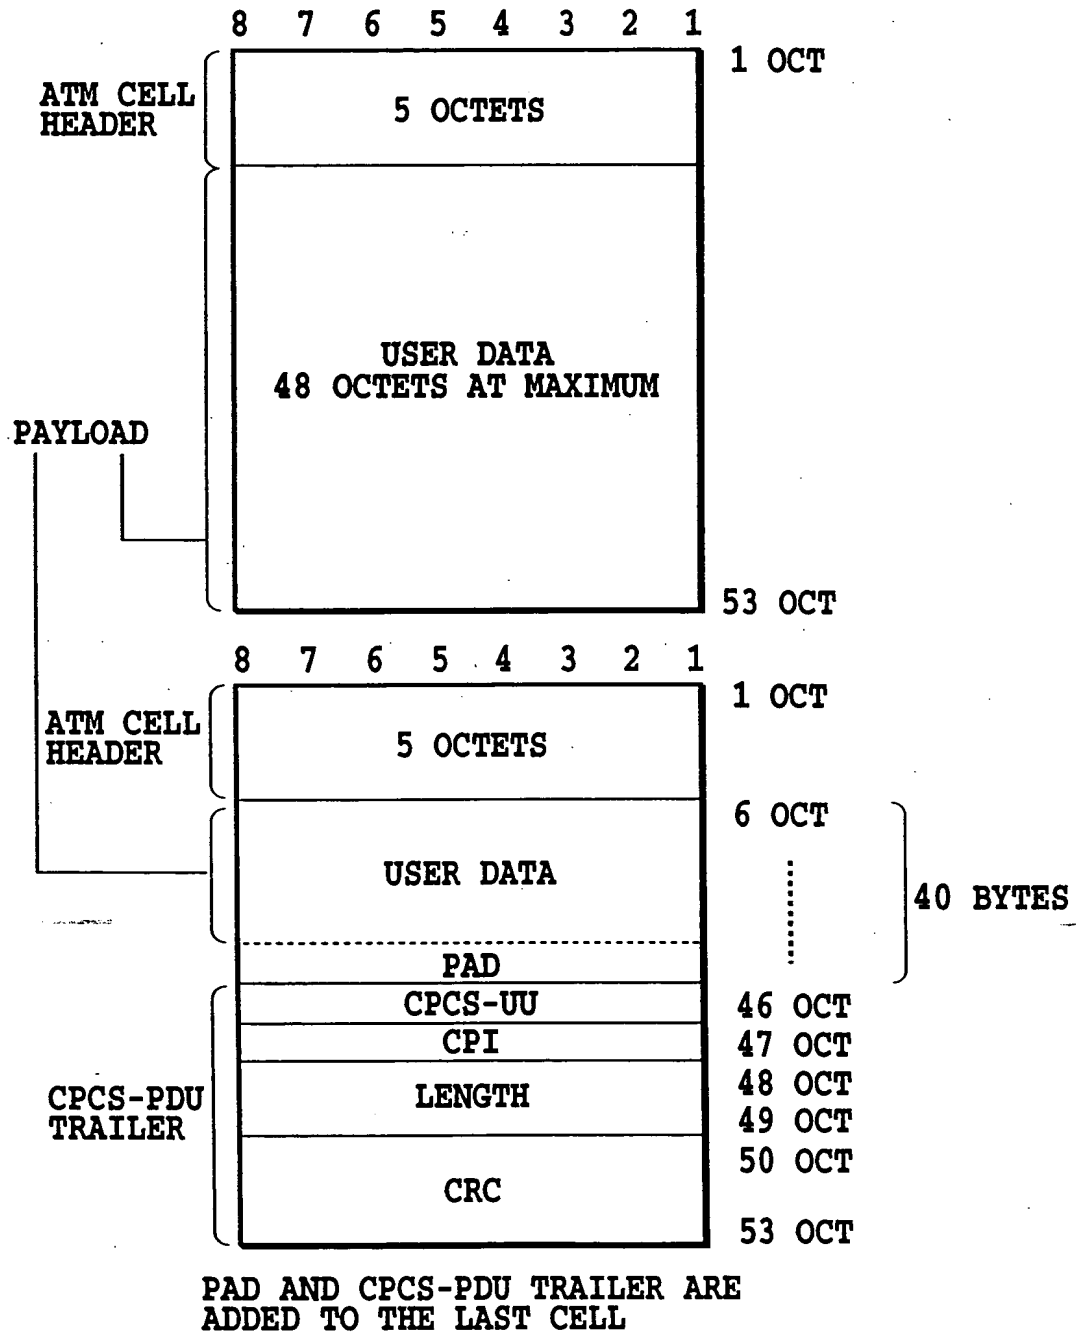 8 7 6 5 4 3 2 1
1 OCT
ATM CELL
HEADER
5 OCTETS
USER DATA
48 OCTETS AT MAXIMUM
PAYLOAD
53 OCT
8 7 6 5 4 3 2 1
1 OCT
ATM CELL
HEADER
5 OCTETS
6 OCT
USER DATA
40 BYTES
PAD
CPCS-UU
46 OCT
CPI
47 OCT
CPCS-PDU
TRAILER
LENGTH
48 OCT
49 OCT
50 OCT
CRC
53 OCT
PAD AND CPCS-PDU TRAILER ARE
ADDED TO THE LAST CELL